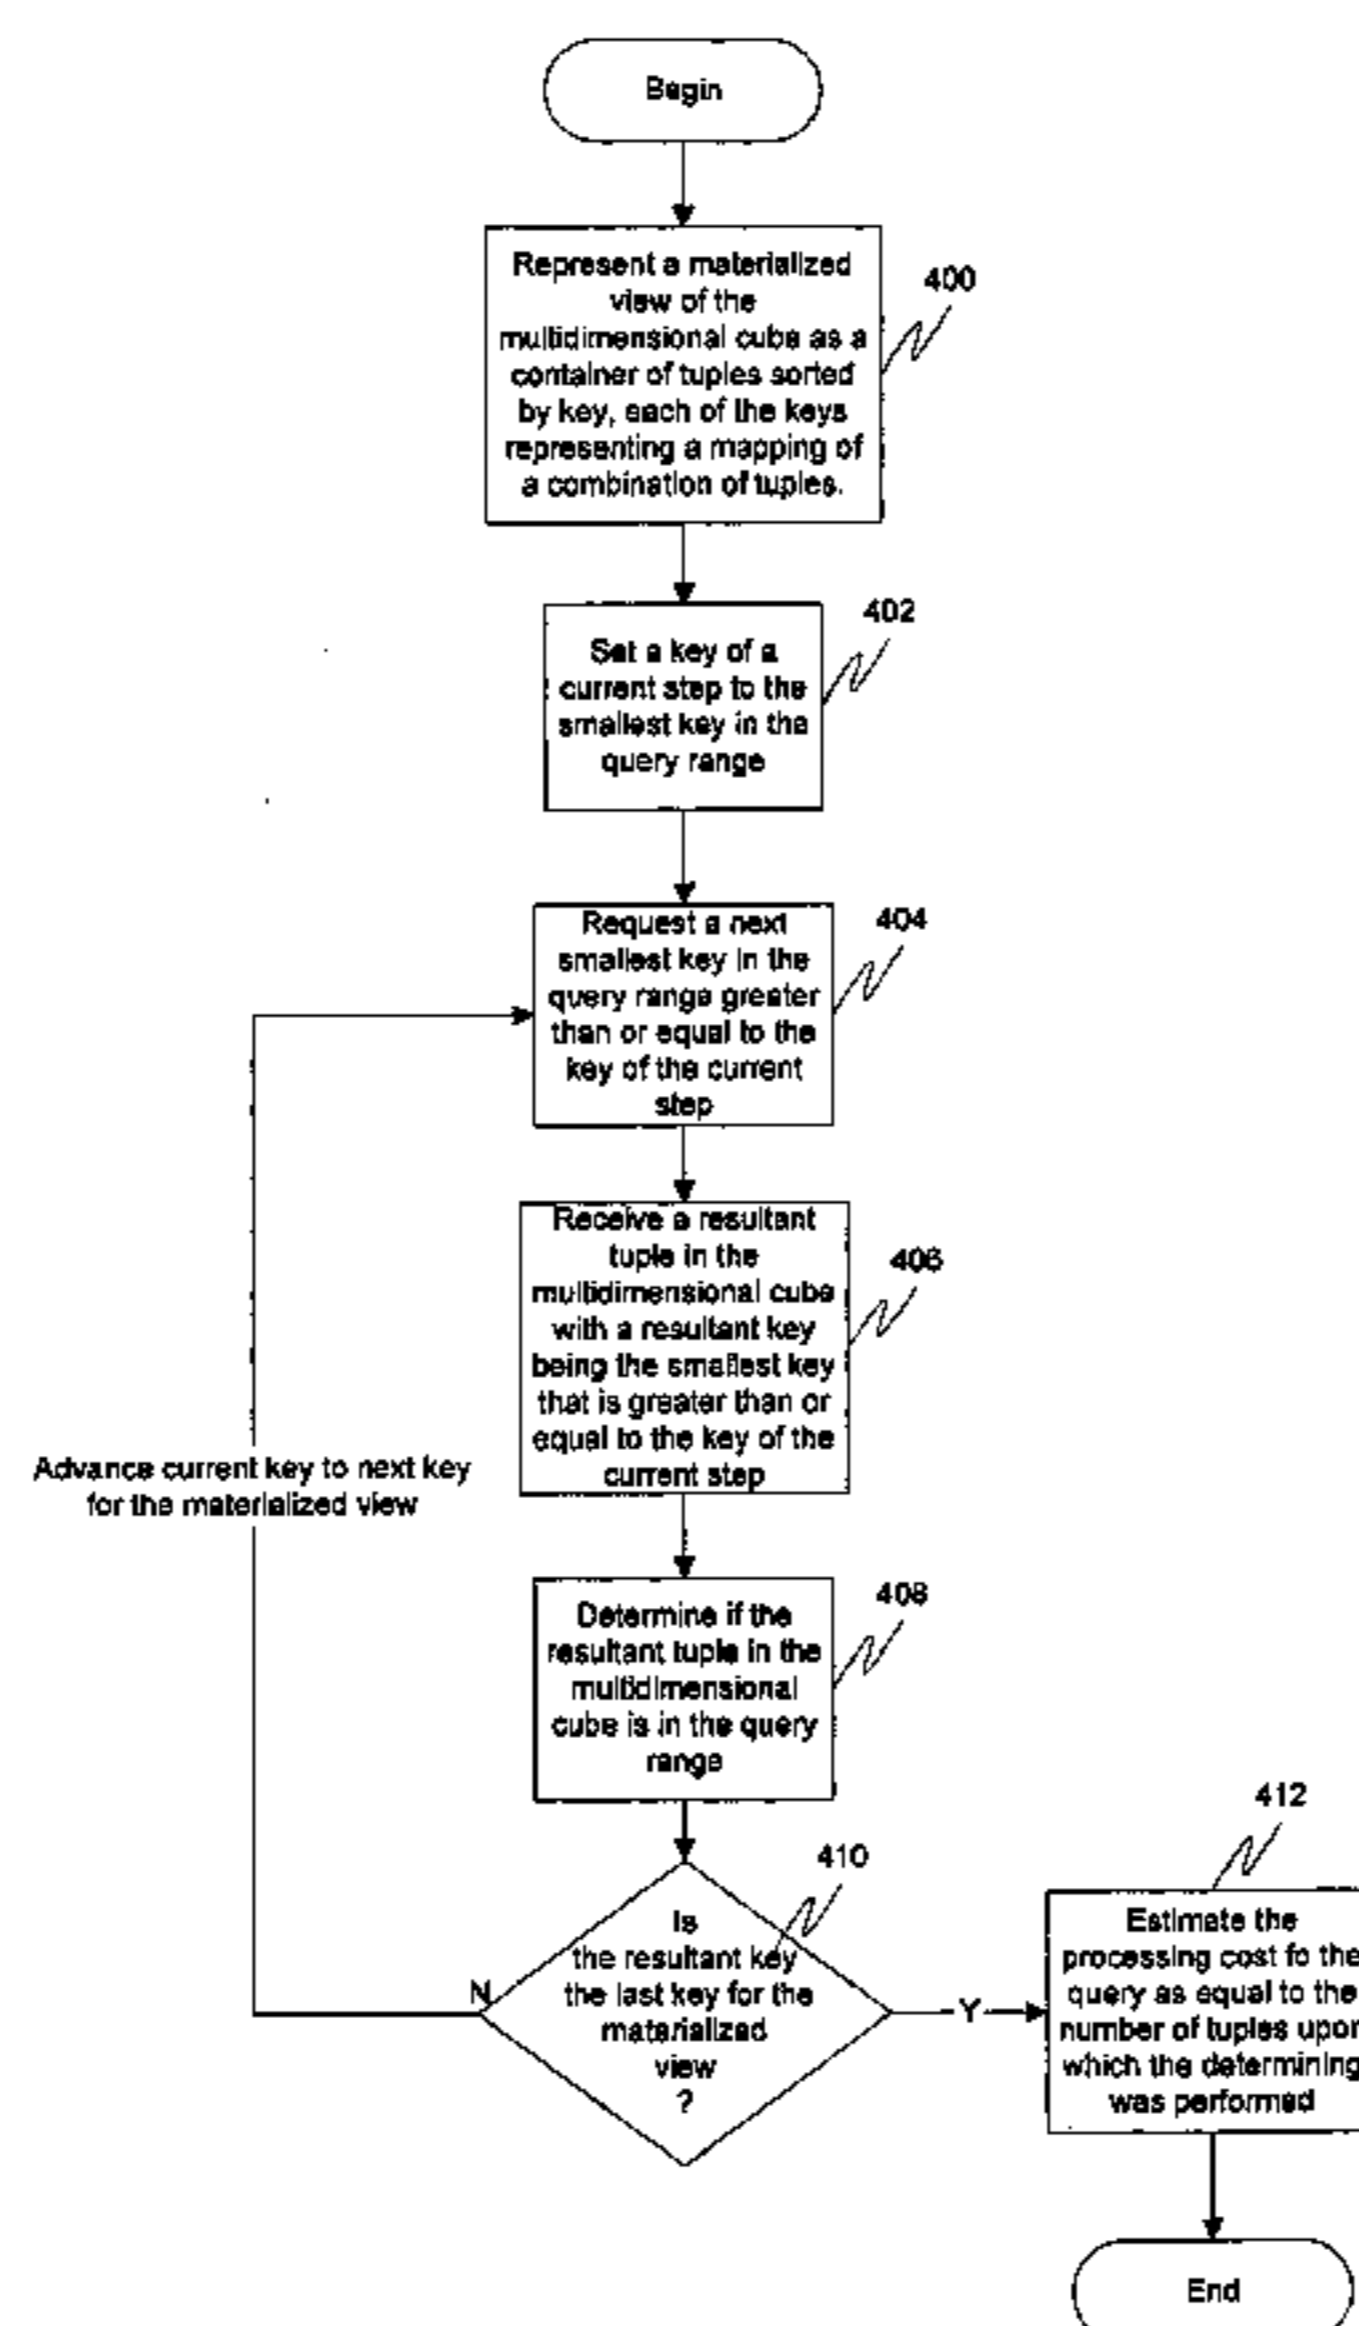 Begin
Represent a materialized
view of the
multidimensional cube as a
container of tuples sorted
by key, each of the keys
representing a mapping of
a combination of tuples.
400
Set a key of a
current step to the
smallest key in the
query range
402
Request a next
smallest key in the
query range greater
than or equal to the
key of the current
step
404
Receive a resultant
tuple in the
multidimensional cube
with a resultant key
being the smallest key
that is greater than or
equal to the key of the
current step
406
Advance current key to next key
for the materialized view
Determine if the
resultant tuple in the
multidimensional
cube is in the query
range
408
Is
the resultant key
the last key for the
materialized
view
?
410
N
Y
412
Estimate the
processing cost fo the
query as equal to the
number of tuples upon
which the determining
was performed
End